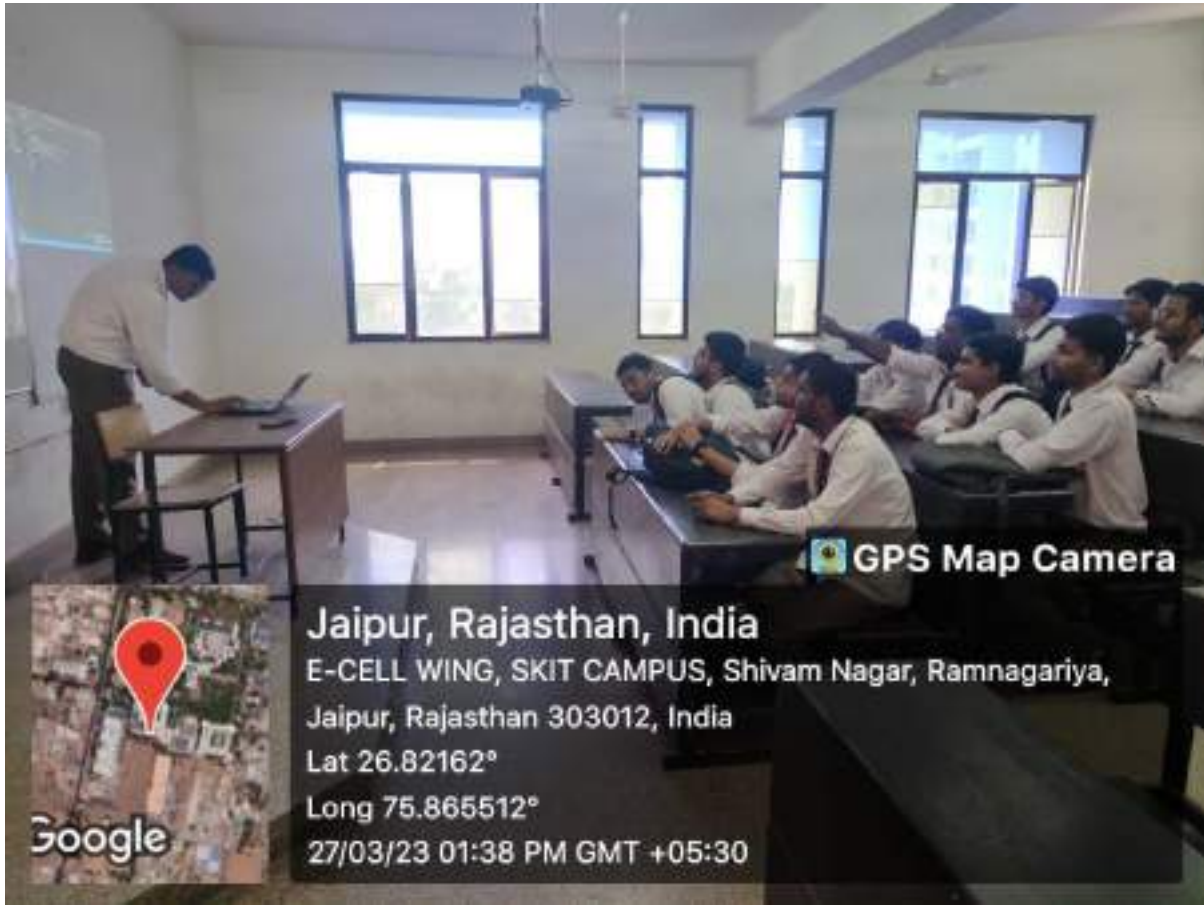 GPS Map Camera
Jaipur, Rajasthan, India
E-CELL WING, SKIT CAMPUS, Shivam Nagar, Ramnagariya,
Jaipur, Rajasthan 303012, India
Lat 26.82162°
Long 75.865512°
27/03/23 01:38 PM GMT +05:30
Google